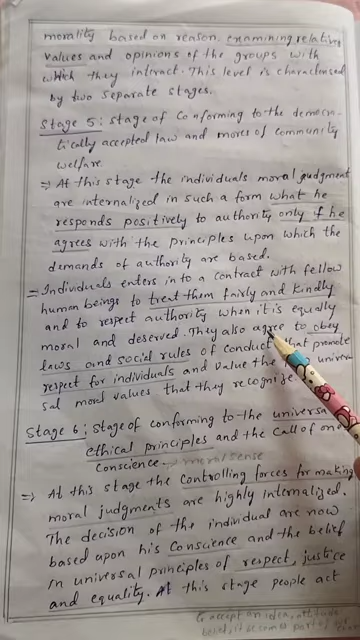 morality based on reason, examining relative
values and opinions of the groups with
which they interact. This level is characterised
by two separate stages.
Stage 5: Stage of Conforming to the democra-
tically accepted law and mores of community
welfare
⇒ At this stage the individuals moral judgment
are internalized in such a form what he
responds positively to authority only if he
agrees with the principles upon which the
demands of authority are based.
⇒ Individuals enters into a contract with fellow
human beings to treat them fairly and kindly
and to respect authority when it is equally
moral and deserved. They also agree to obey
laws and social rules of conduct that promote
respect for individuals and value the univer
sal moral values that they recognize.
Stage 6: Stage of conforming to the universal
ethical principles and the call of one
Conscience → moral sense
⇒ At this stage the controlling forces for making
moral judgments are highly internalized.
The decision of the individual are now
based upon his Conscience and the belief
in universal principles of respect, justice
and equality. At this stage people act
to accept an idea, attitude